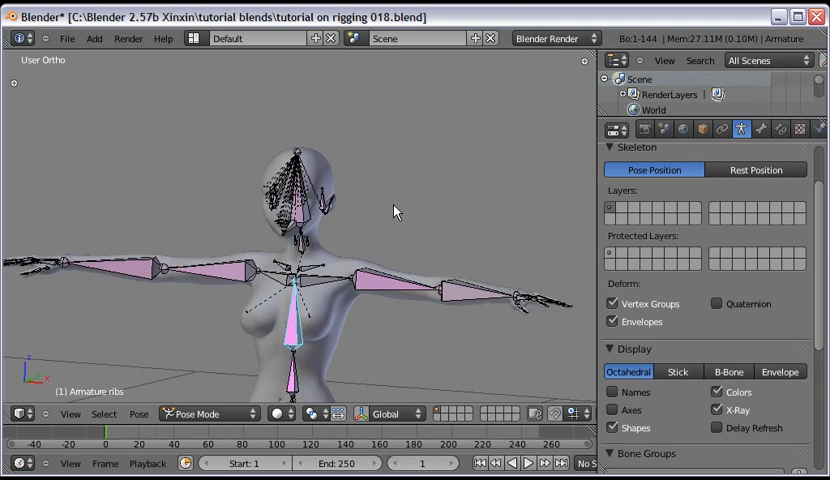 Blender* [C:\Blender 2.57b Xinxin\tutorial blends\tutorial on rigging 018.blend]
File Add Render Help Default Scene Blender Render Bo:1-144 | Mem:27.11M (0.10M) | Armature
User Ortho
View Search All Scenes
Scene
RenderLayers |
World
Skeleton
Pose Position Rest Position
Layers:
Protected Layers:
Deform:
Vertex Groups Quaternion
Envelopes
Display
Octahedral Stick B-Bone Envelope
Names Colors
Axes X-Ray
Shapes Delay Refresh
Bone Groups
z
x
(1) Armature ribs
View Select Pose Pose Mode Global
-40 -20 0 20 40 60 80 100 120 140 160 180 200 220 240 260
View Frame Playback Start: 1 End: 250 1 No S